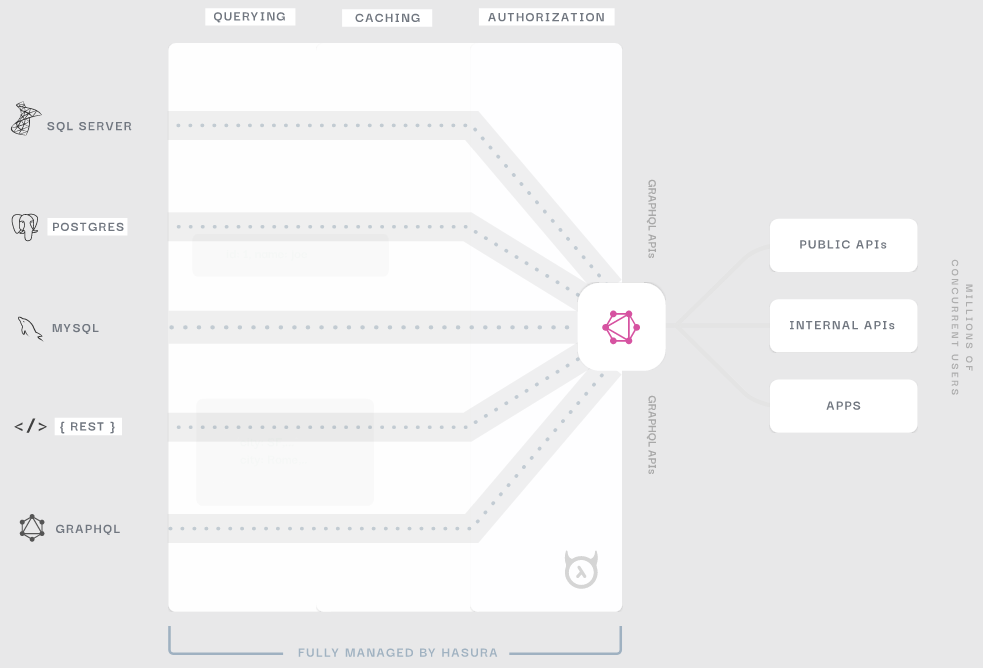 QUERYING
CACHING
AUTHORIZATION
SQL SERVER
POSTGRES
MYSQL
</> { REST }
GRAPHQL
GRAPHQL APIs
GRAPHQL APIs
PUBLIC APIs
INTERNAL APIs
APPS
MILLIONS OF
CONCURRENT USERS
FULLY MANAGED BY HASURA